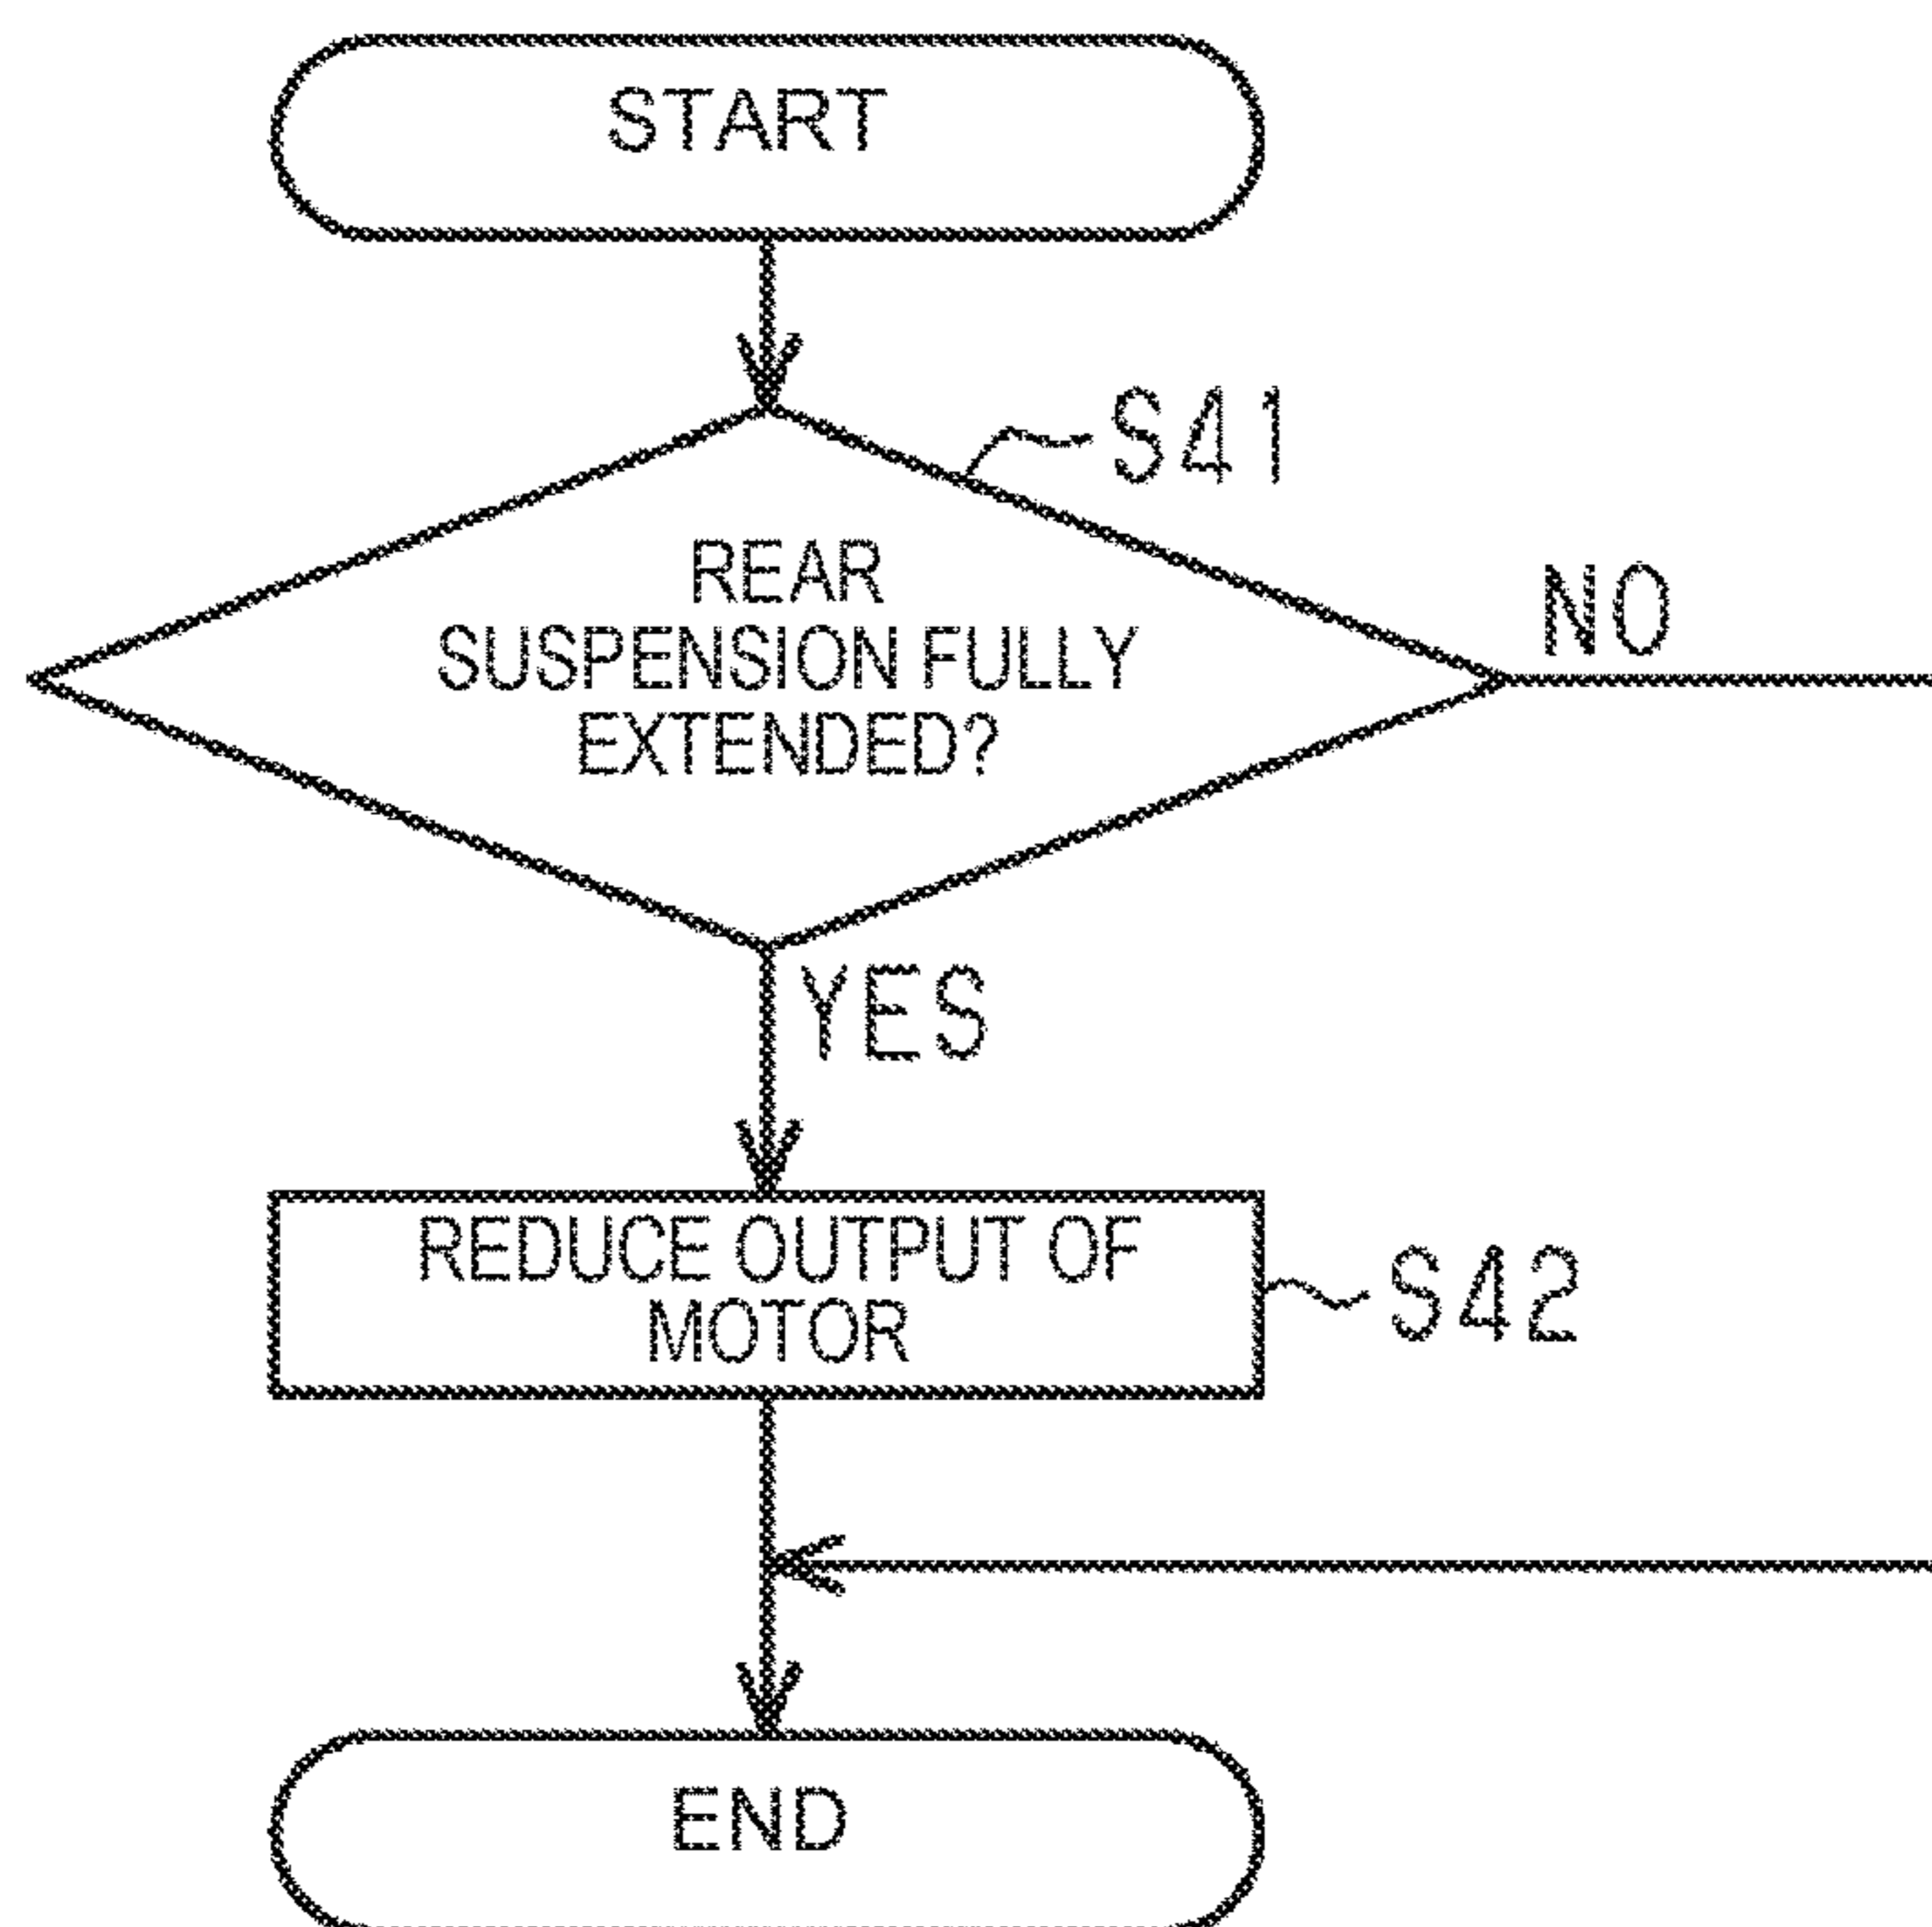 START
S41
REAR
SUSPENSION FULLY
EXTENDED?
NO
YES
REDUCE OUTPUT OF
MOTOR
S42
END